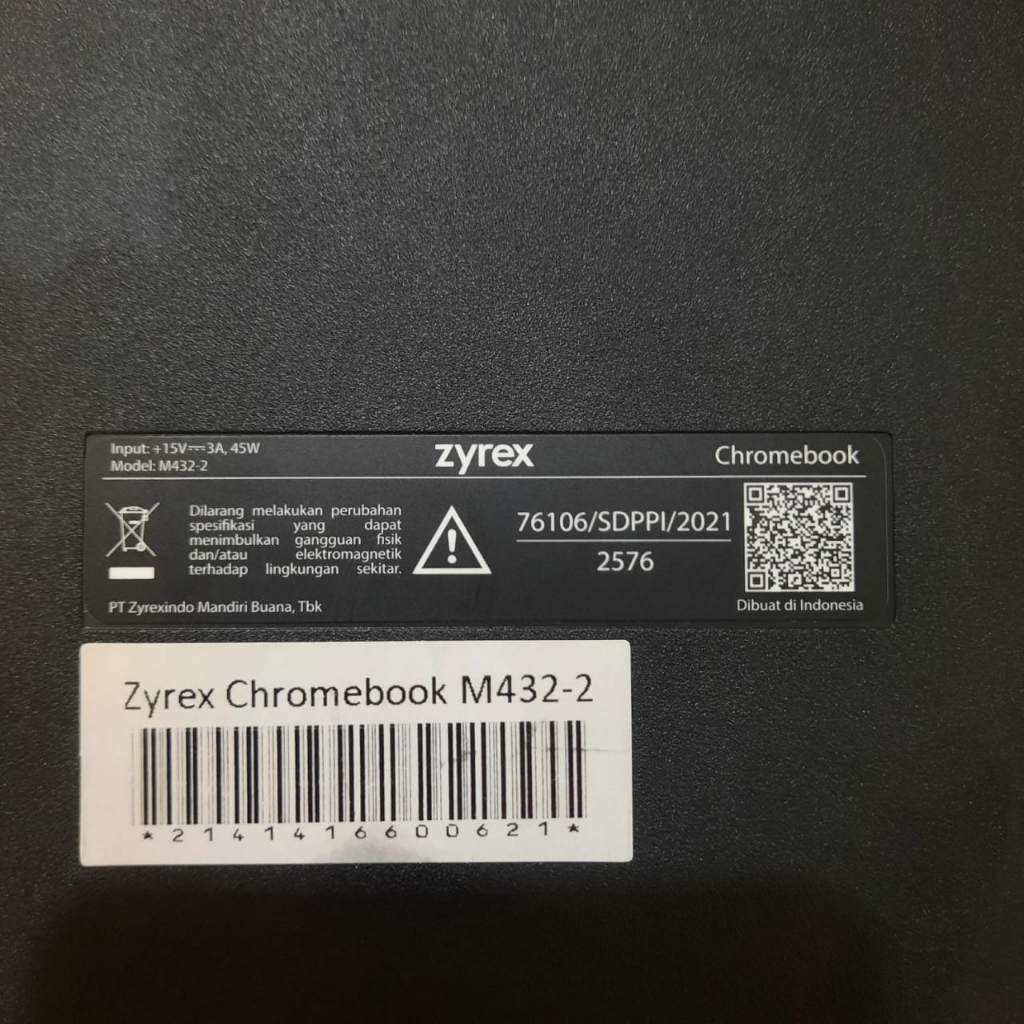 Input: +15V⎓3A, 45W
Model: M432-2
zyrex
Chromebook
Dilarang melakukan perubahan
spesifikasi yang dapat
menimbulkan gangguan fisik
dan/atau elektromagnetik
terhadap lingkungan sekitar.
76106/SDPPI/2021
2576
PT Zyrexindo Mandiri Buana, Tbk
Dibuat di Indonesia
Zyrex Chromebook M432-2
*2141416600621*